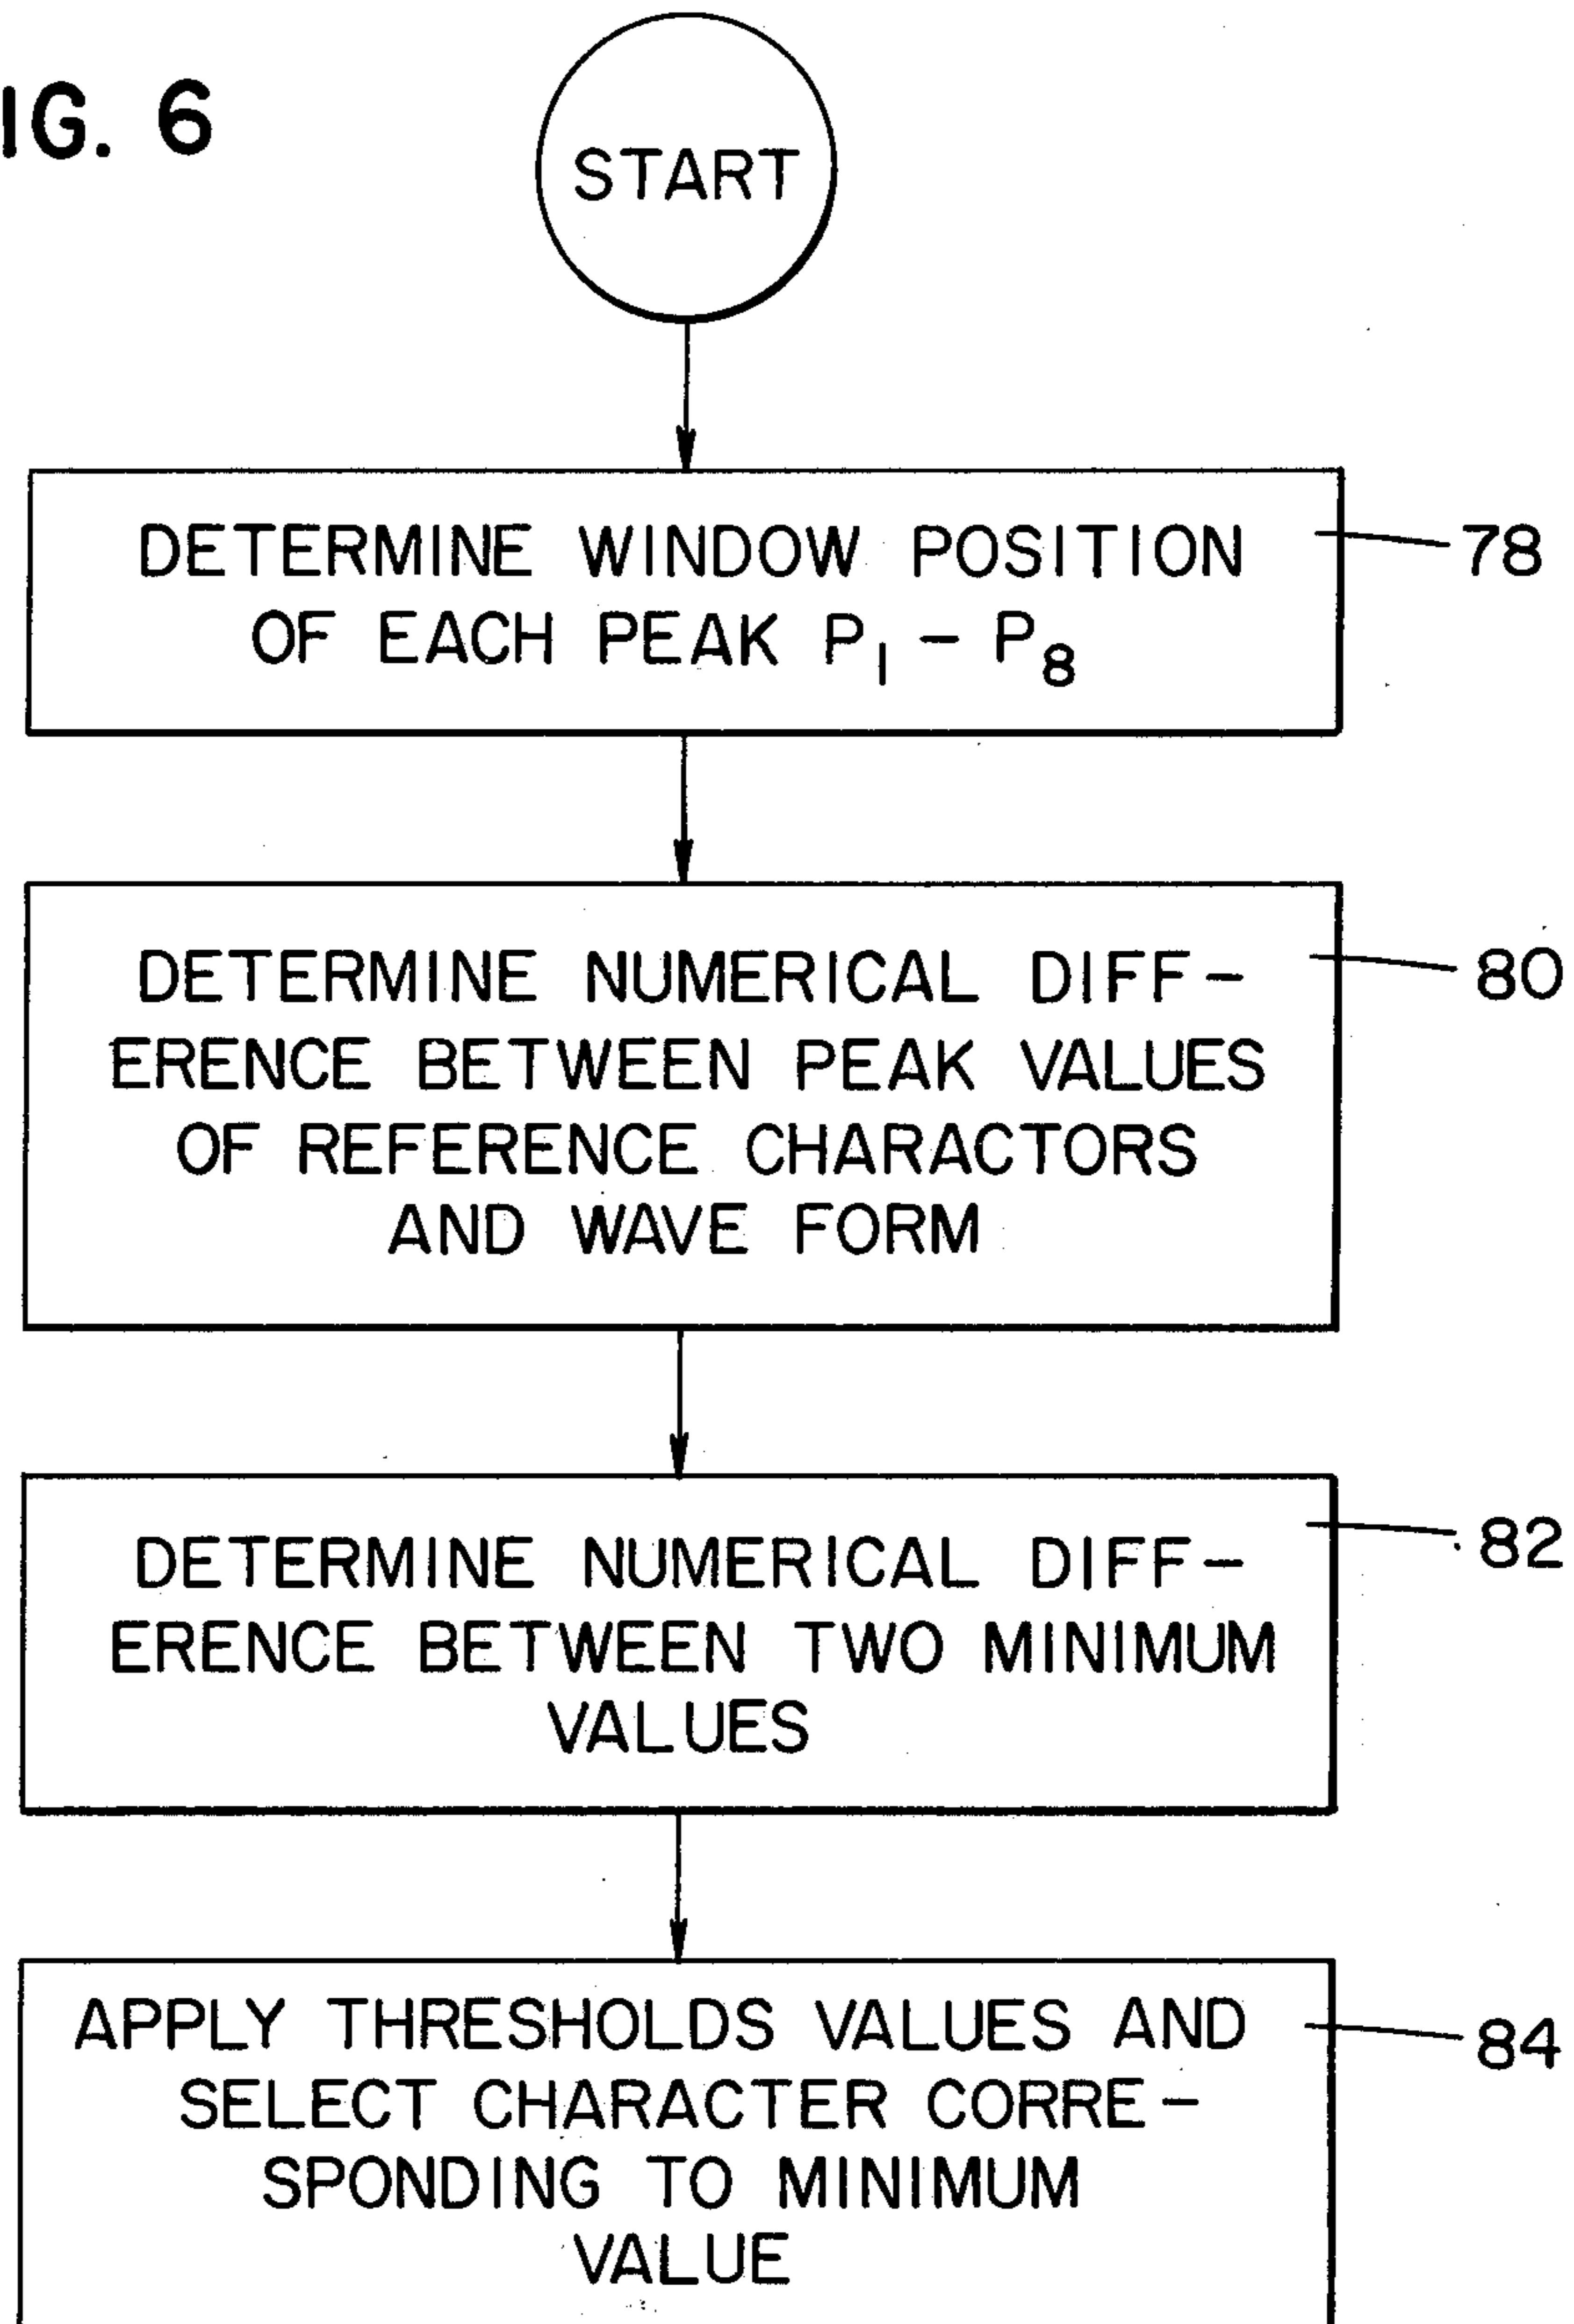 IG. 6
START
DETERMINE WINDOW POSITION
OF EACH PEAK P₁ – P₈
78
DETERMINE NUMERICAL DIFF-
ERENCE BETWEEN PEAK VALUES
OF REFERENCE CHARACTORS
AND WAVE FORM
80
DETERMINE NUMERICAL DIFF-
ERENCE BETWEEN TWO MINIMUM
VALUES
82
APPLY THRESHOLDS VALUES AND
SELECT CHARACTER CORRE-
SPONDING TO MINIMUM
VALUE
84